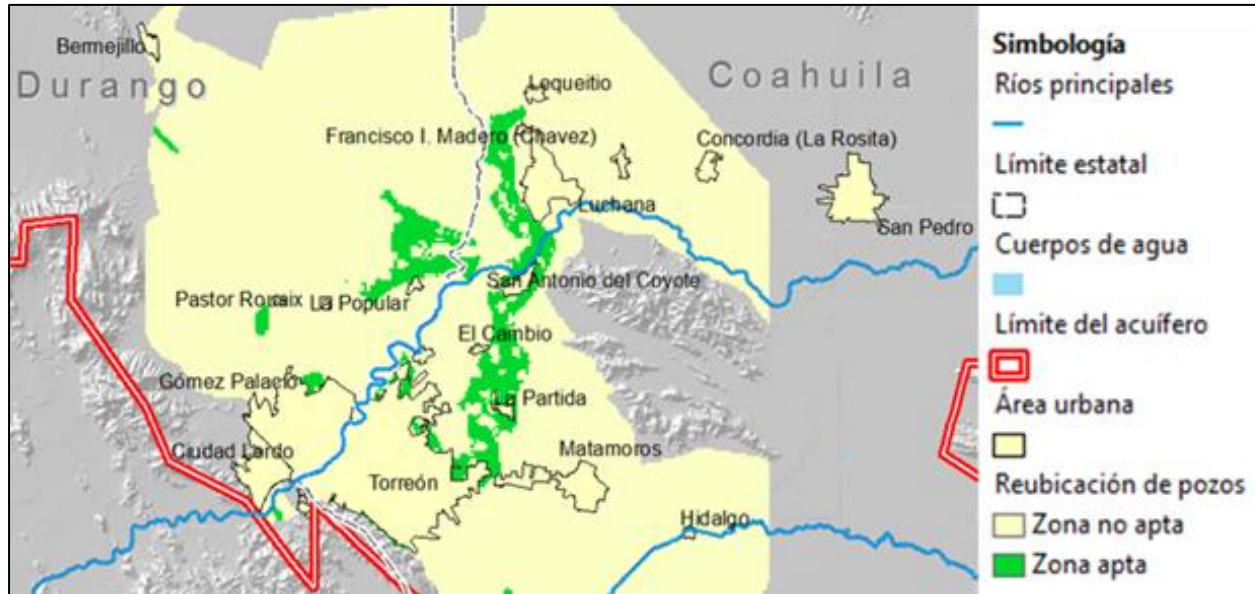 Bermejillo
Durango
Coahuila
Lequeitio
Francisco I. Madero (Chavez)
Concordia (La Rosita)
Luchana
San Pedro
San Antonio del Coyote
Pastor Rouaix
La Popular
El Cambio
Gómez Palacio
La Partida
Ciudad Lerdo
Matamoros
Torreón
Hidalgo
Simbología
Ríos principales
Límite estatal
Cuerpos de agua
Límite del acuífero
Área urbana
Reubicación de pozos
Zona no apta
Zona apta